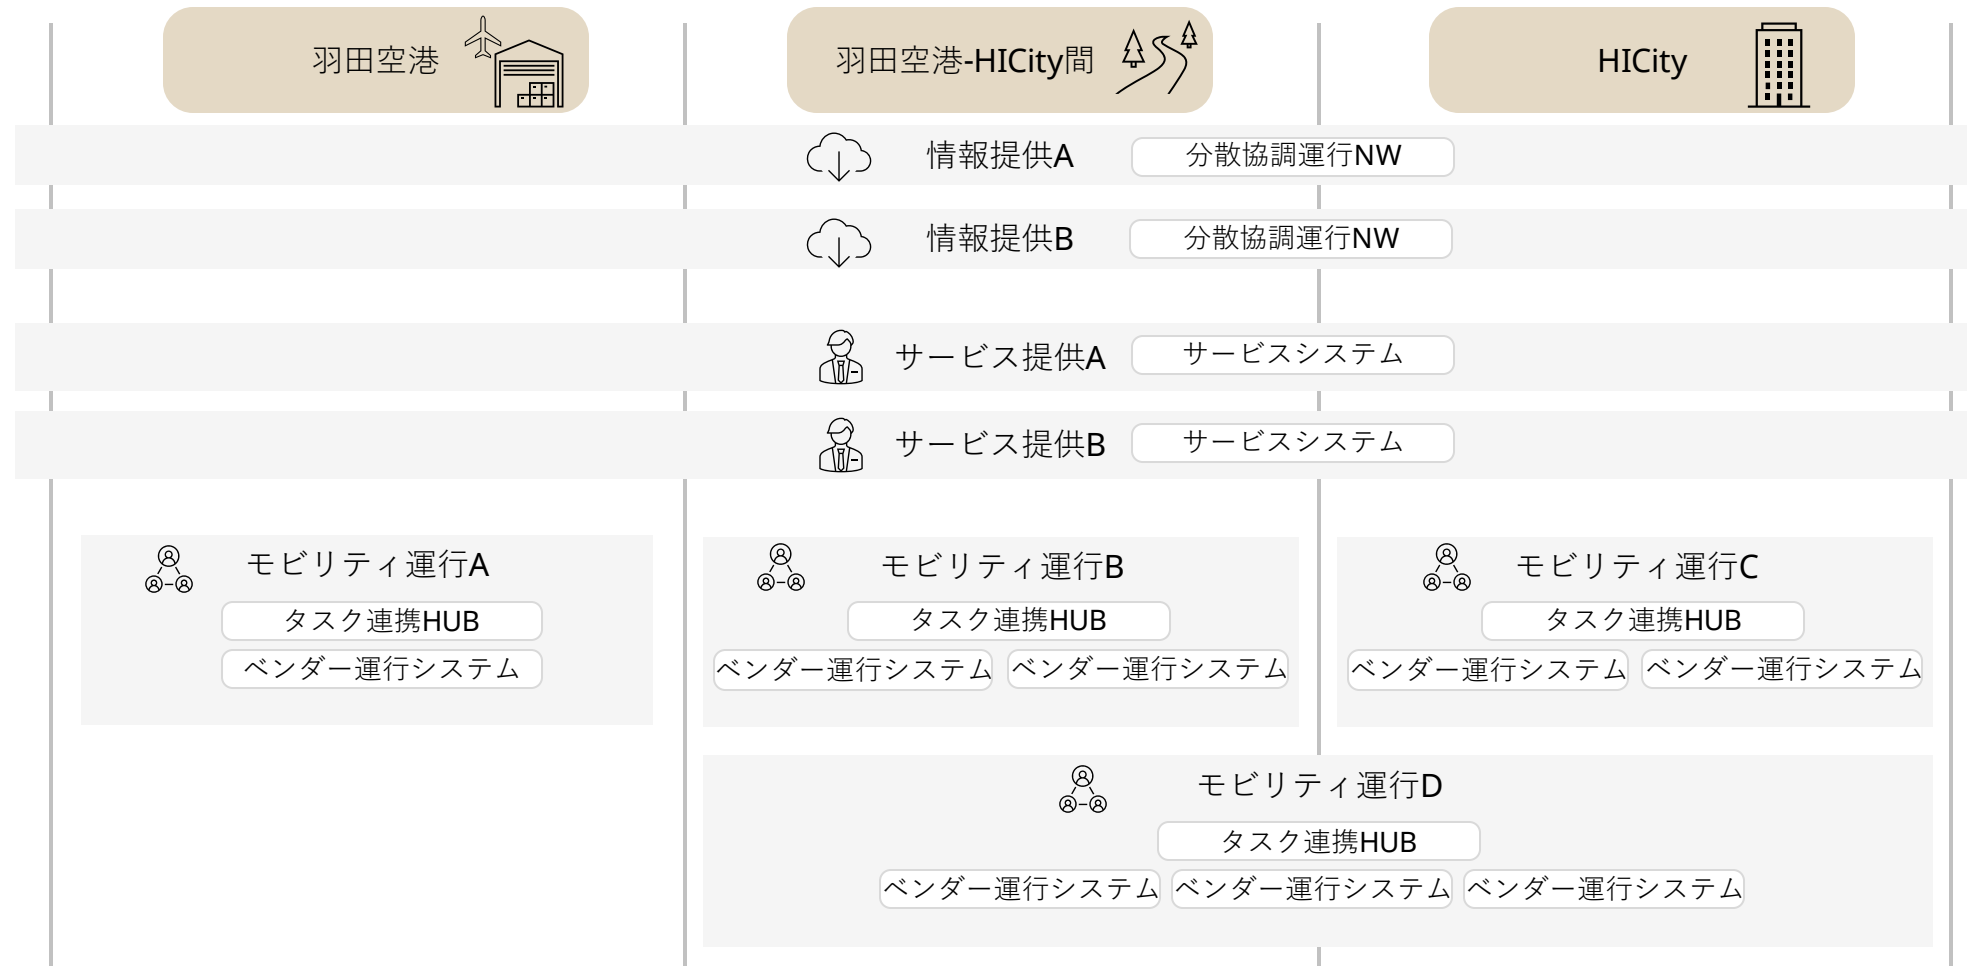 羽田空港
羽田空港-HICity間
HICity
情報提供A
分散協調運行NW
情報提供B
分散協調運行NW
サービス提供A
サービスシステム
サービス提供B
サービスシステム
モビリティ運行A
タスク連携HUB
ベンダー運行システム
モビリティ運行B
タスク連携HUB
ベンダー運行システム
ベンダー運行システム
モビリティ運行C
タスク連携HUB
ベンダー運行システム
ベンダー運行システム
モビリティ運行D
タスク連携HUB
ベンダー運行システム
ベンダー運行システム
ベンダー運行システム